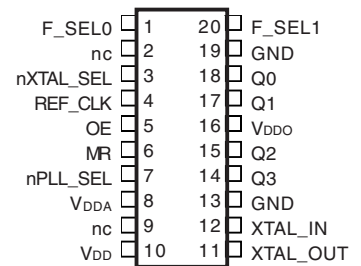 F_SEL0 1 20 F_SEL1
nc 2 19 GND
nXTAL_SEL 3 18 Q0
REF_CLK 4 17 Q1
OE 5 16 VDDO
MR 6 15 Q2
nPLL_SEL 7 14 Q3
VDDA 8 13 GND
nc 9 12 XTAL_IN
VDD 10 11 XTAL_OUT